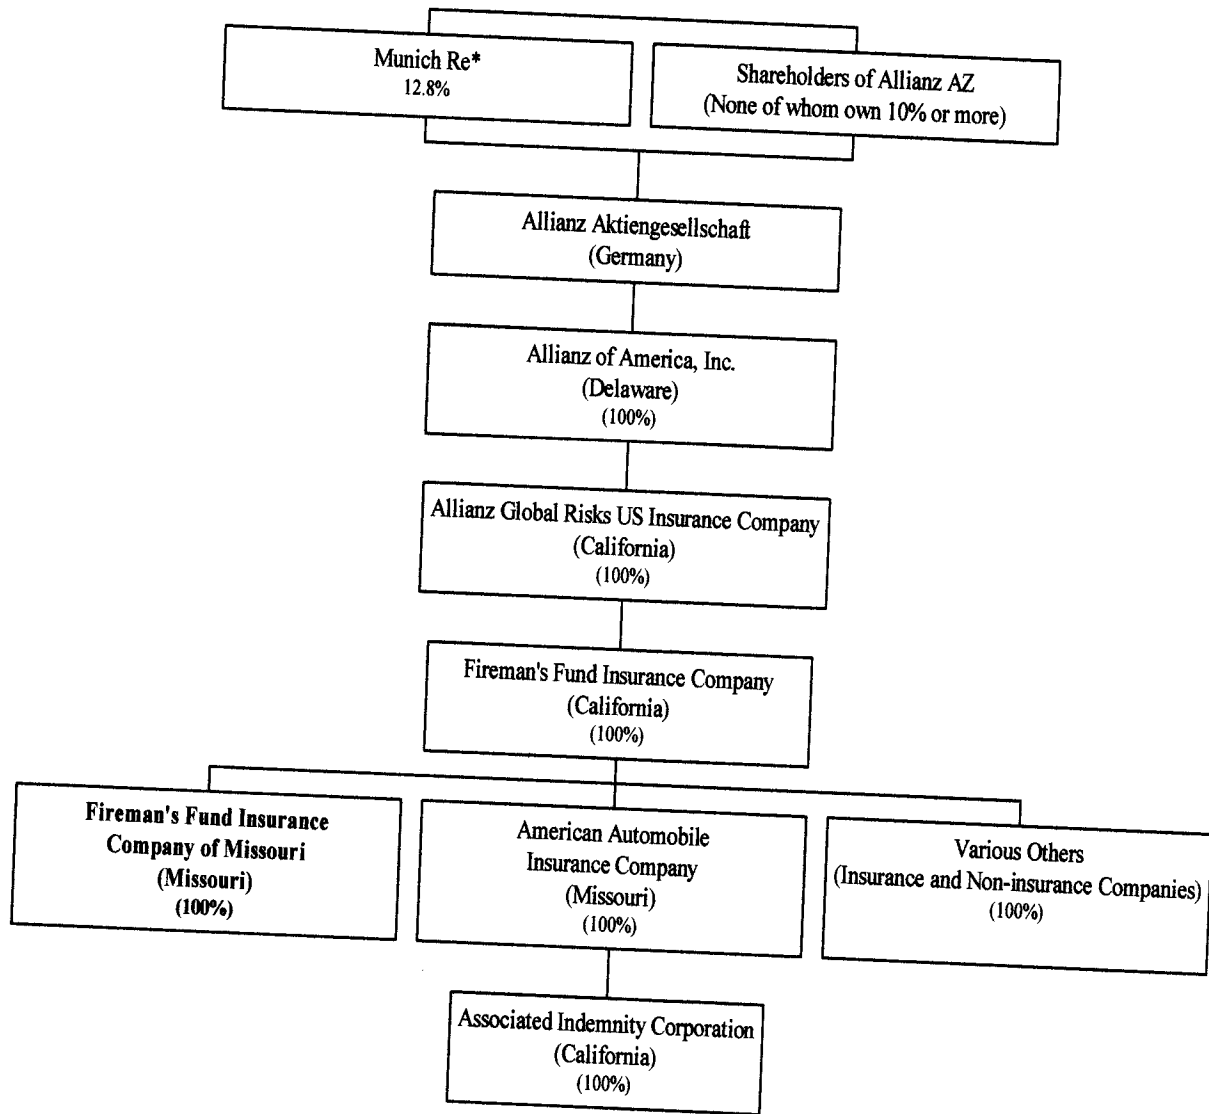 Munich Re*
12.8%
Shareholders of Allianz AZ
(None of whom own 10% or more)
Allianz Aktiengesellschaft
(Germany)
Allianz of America, Inc.
(Delaware)
(100%)
Allianz Global Risks US Insurance Company
(California)
(100%)
Fireman's Fund Insurance Company
(California)
(100%)
Fireman's Fund Insurance
Company of Missouri
(Missouri)
(100%)
American Automobile
Insurance Company
(Missouri)
(100%)
Various Others
(Insurance and Non-insurance Companies)
(100%)
Associated Indemnity Corporation
(California)
(100%)